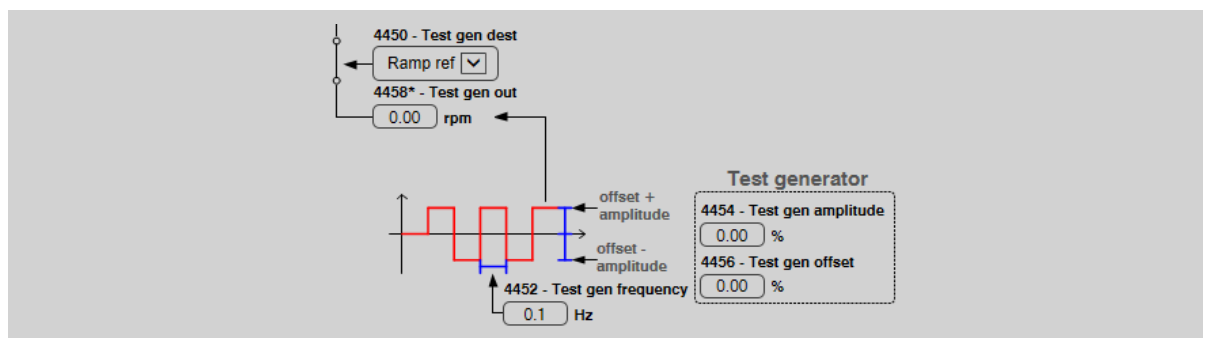 4450 - Test gen dest
Ramp ref
4458* - Test gen out
0.00 rpm
offset +
amplitude
offset -
amplitude
4452 - Test gen frequency
0.1 Hz
Test generator
4454 - Test gen amplitude
0.00 %
4456 - Test gen offset
0.00 %